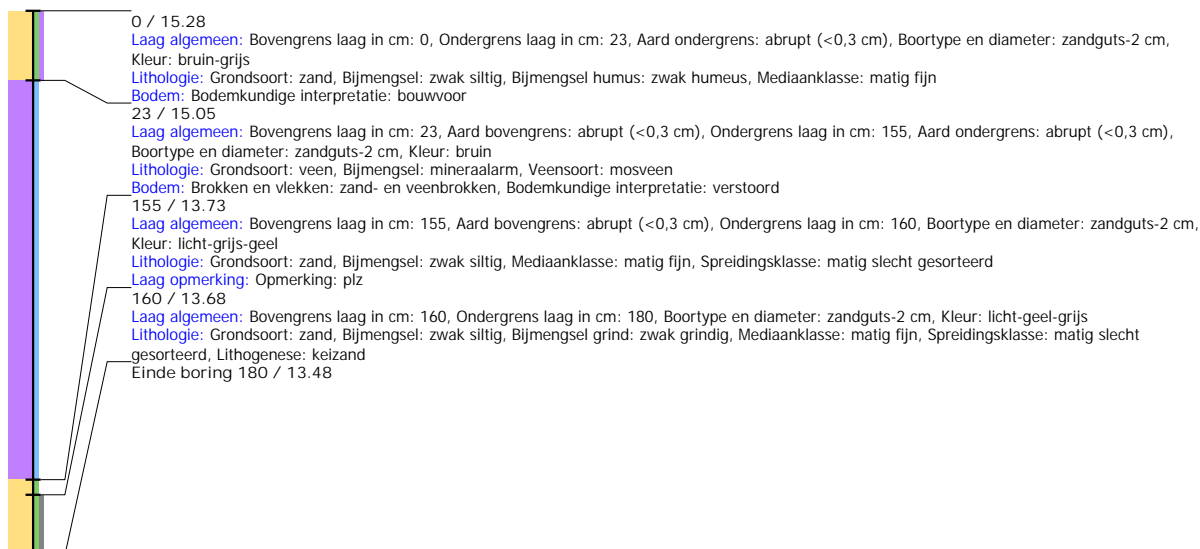 0 / 15.28
Laag algemeen: Bovengrens laag in cm: 0, Ondergrens laag in cm: 23, Aard ondergrens: abrupt (<0,3 cm), Boortype en diameter: zandguts-2 cm,
Kleur: bruin-grijs
Lithologie: Grondsoort: zand, Bijmengsel: zwak siltig, Bijmengsel humus: zwak humeus, Mediaanklasse: matig fijn
Bodem: Bodemkundige interpretatie: bouwvoor
23 / 15.05
Laag algemeen: Bovengrens laag in cm: 23, Aard bovengrens: abrupt (<0,3 cm), Ondergrens laag in cm: 155, Aard ondergrens: abrupt (<0,3 cm),
Boortype en diameter: zandguts-2 cm, Kleur: bruin
Lithologie: Grondsoort: veen, Bijmengsel: mineraalarm, Veensoort: mosveen
Bodem: Brokken en vlekken: zand- en veenbrokken, Bodemkundige interpretatie: verstoord
155 / 13.73
Laag algemeen: Bovengrens laag in cm: 155, Aard bovengrens: abrupt (<0,3 cm), Ondergrens laag in cm: 160, Boortype en diameter: zandguts-2 cm,
Kleur: licht-grijs-geel
Lithologie: Grondsoort: zand, Bijmengsel: zwak siltig, Mediaanklasse: matig fijn, Spreidingsklasse: matig slecht gesorteerd
Laag opmerking: Opmerking: plz
160 / 13.68
Laag algemeen: Bovengrens laag in cm: 160, Ondergrens laag in cm: 180, Boortype en diameter: zandguts-2 cm, Kleur: licht-geel-grijs
Lithologie: Grondsoort: zand, Bijmengsel: zwak siltig, Bijmengsel grind: zwak grindig, Mediaanklasse: matig fijn, Spreidingsklasse: matig slecht
gesorteerd, Lithogenese: keizand
Einde boring 180 / 13.48